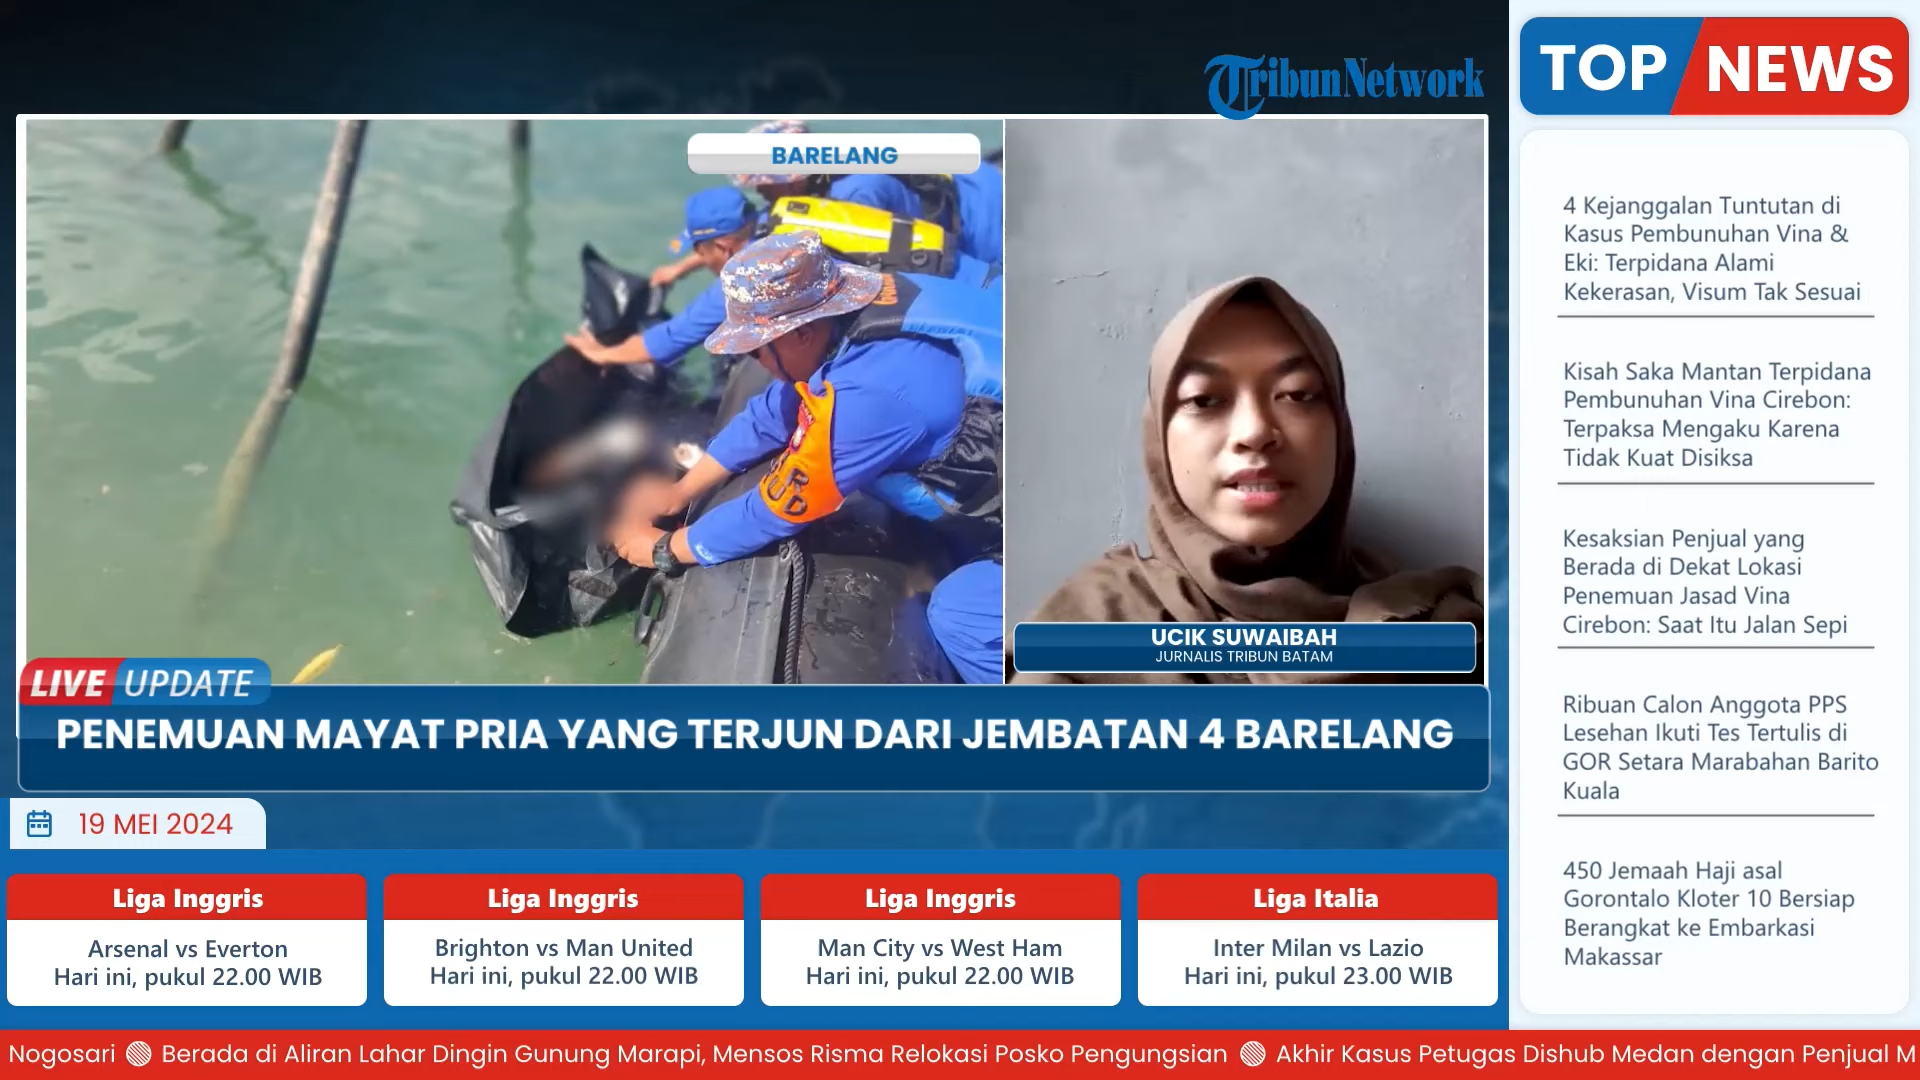 TribunNetwork
BARELANG
UCIK SUWAIBAH
JURNALIS TRIBUN BATAM
LIVE UPDATE
PENEMUAN MAYAT PRIA YANG TERJUN DARI JEMBATAN 4 BARELANG
19 MEI 2024
Liga Inggris
Arsenal vs Everton
Hari ini, pukul 22.00 WIB
Liga Inggris
Brighton vs Man United
Hari ini, pukul 22.00 WIB
Liga Inggris
Man City vs West Ham
Hari ini, pukul 22.00 WIB
Liga Italia
Inter Milan vs Lazio
Hari ini, pukul 23.00 WIB
TOP NEWS
4 Kejanggalan Tuntutan di
Kasus Pembunuhan Vina &
Eki: Terpidana Alami
Kekerasan, Visum Tak Sesuai
Kisah Saka Mantan Terpidana
Pembunuhan Vina Cirebon:
Terpaksa Mengaku Karena
Tidak Kuat Disiksa
Kesaksian Penjual yang
Berada di Dekat Lokasi
Penemuan Jasad Vina
Cirebon: Saat Itu Jalan Sepi
Ribuan Calon Anggota PPS
Lesehan Ikuti Tes Tertulis di
GOR Setara Marabahan Barito
Kuala
450 Jemaah Haji asal
Gorontalo Kloter 10 Bersiap
Berangkat ke Embarkasi
Makassar
Nogosari Berada di Aliran Lahar Dingin Gunung Marapi, Mensos Risma Relokasi Posko Pengungsian Akhir Kasus Petugas Dishub Medan dengan Penjual M